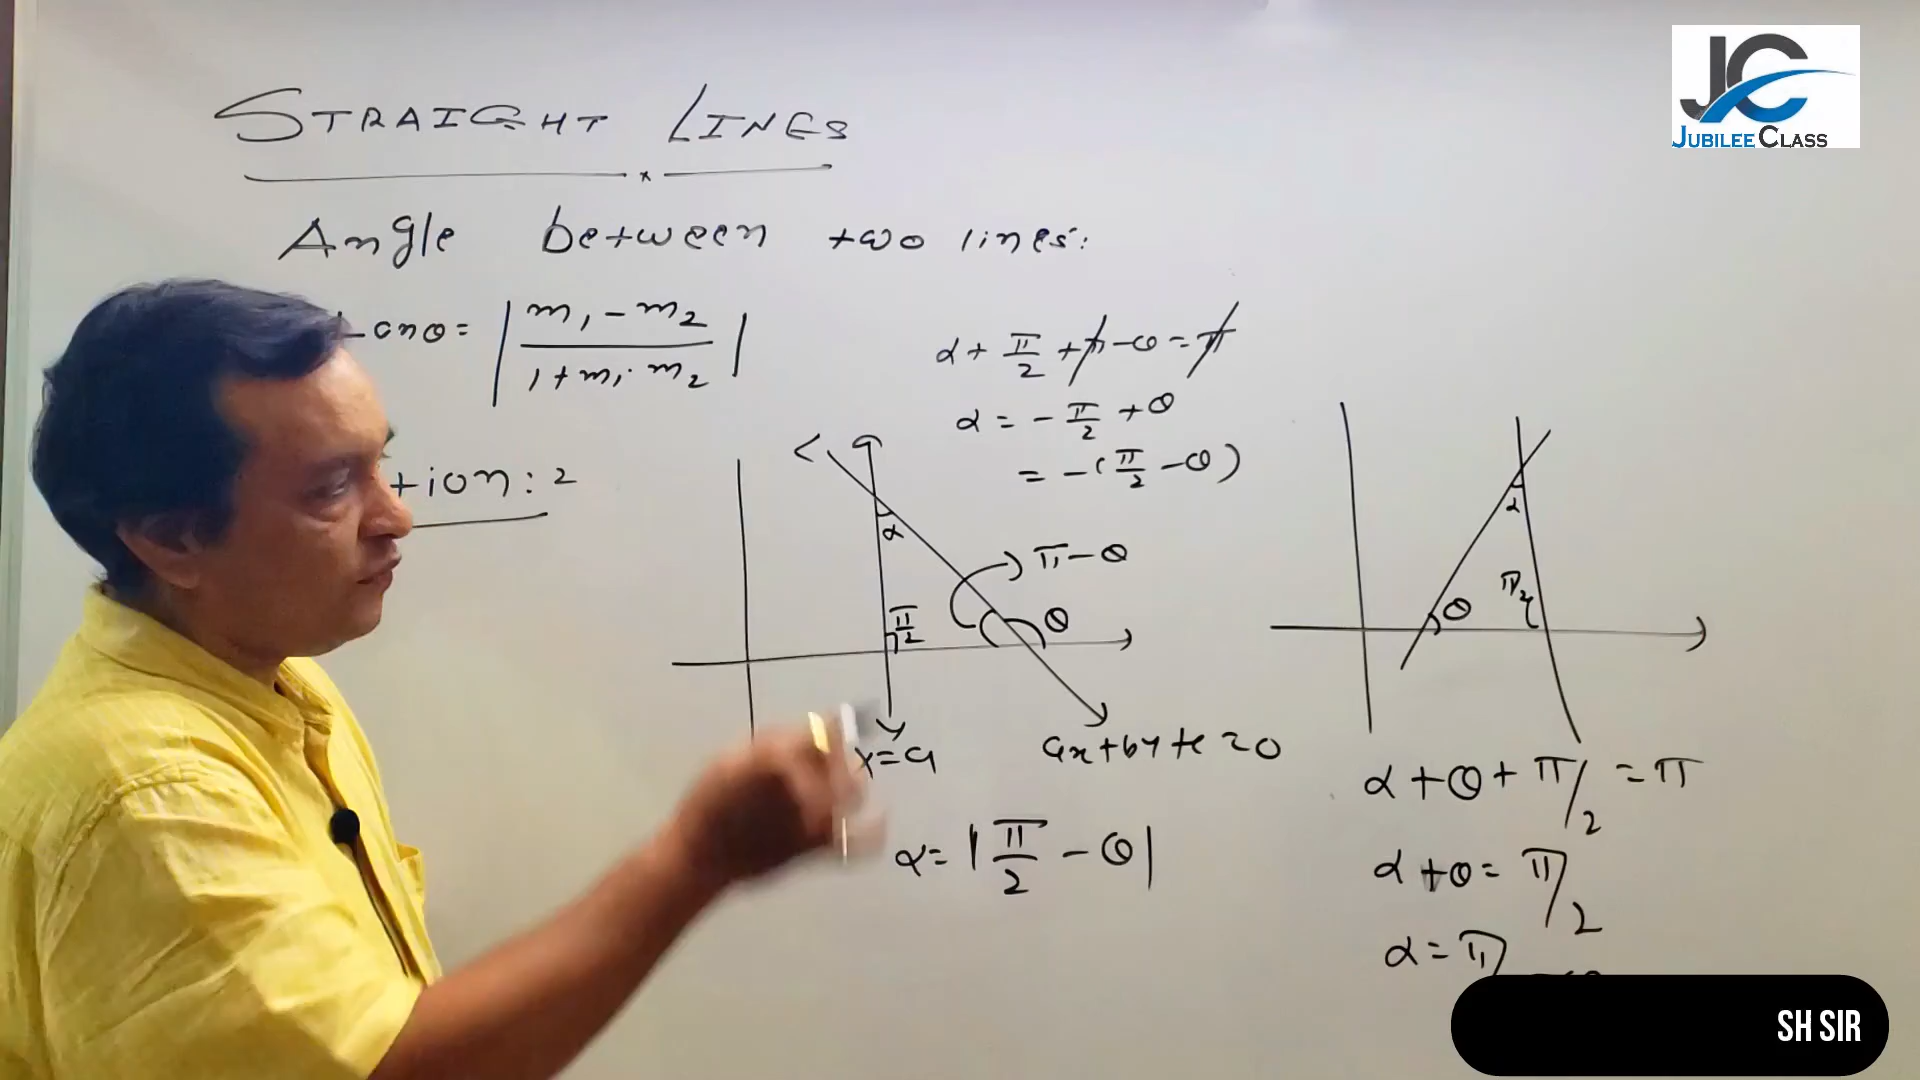 JC
JUBILEE CLASS
STRAIGHT LINES
Angle between two lines:
tanθ = | m₁ - m₂ / 1 + m₁ . m₂ |
tion : 2
α + π/2 + π - θ = π
α = - π/2 + θ
= - ( π/2 - θ )
α
π - θ
π/2
θ
x = a
ax + by + c = 0
α = | π/2 - θ |
α
θ
π/2
α + θ + π/2 = π
α + θ = π/2
α = π
SH SIR